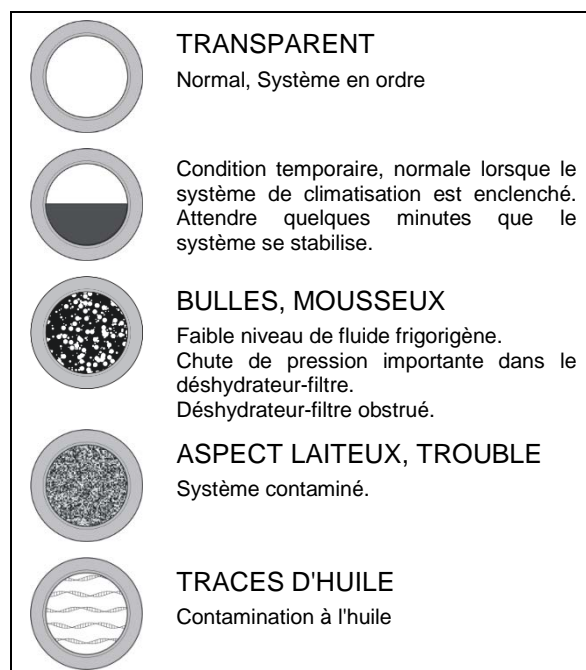 TRANSPARENT
Normal, Système en ordre
Condition temporaire, normale lorsque le
système de climatisation est enclenché.
Attendre quelques minutes que le
système se stabilise.
BULLES, MOUSSEUX
Faible niveau de fluide frigorigène.
Chute de pression importante dans le
déshydrateur-filtre.
Déshydrateur-filtre obstrué.
ASPECT LAITEUX, TROUBLE
Système contaminé.
TRACES D'HUILE
Contamination à l'huile